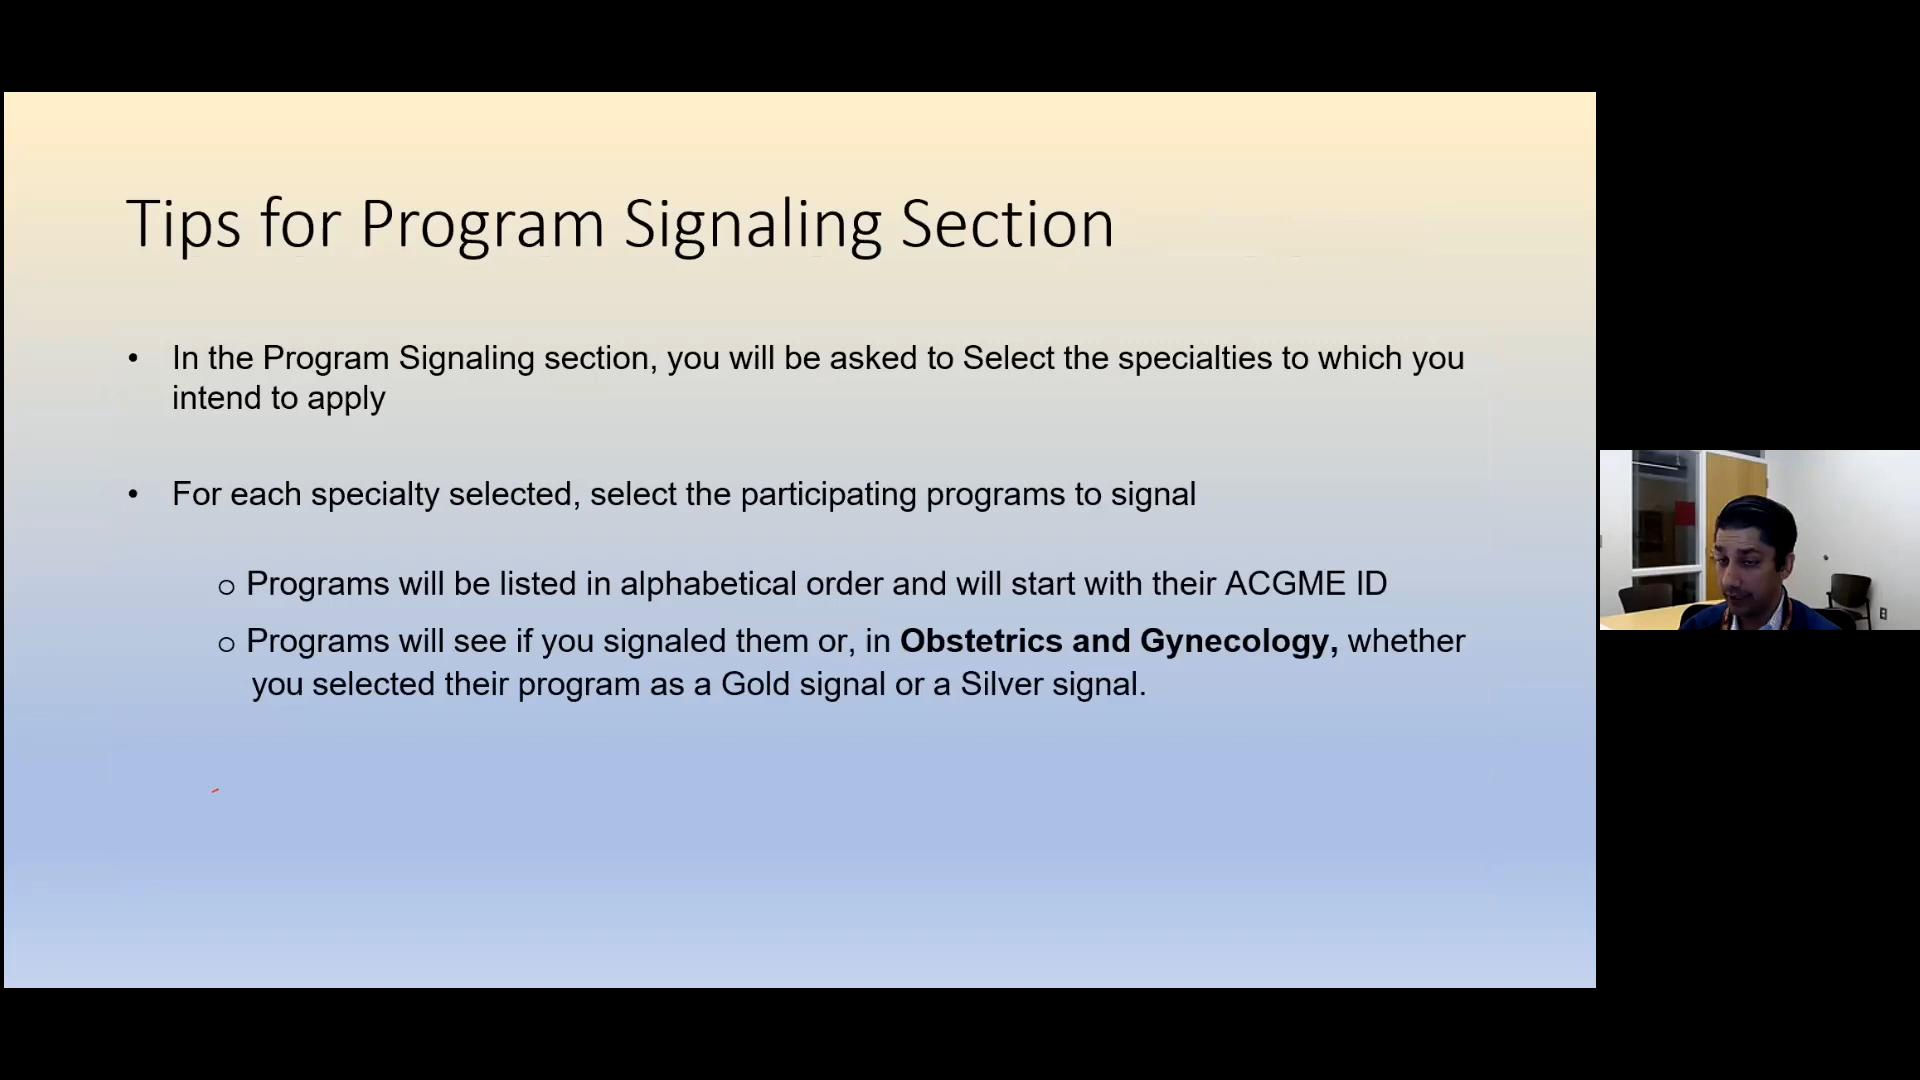 Tips for Program Signaling Section
• In the Program Signaling section, you will be asked to Select the specialties to which you
intend to apply
• For each specialty selected, select the participating programs to signal
o Programs will be listed in alphabetical order and will start with their ACGME ID
o Programs will see if you signaled them or, in Obstetrics and Gynecology, whether
you selected their program as a Gold signal or a Silver signal.